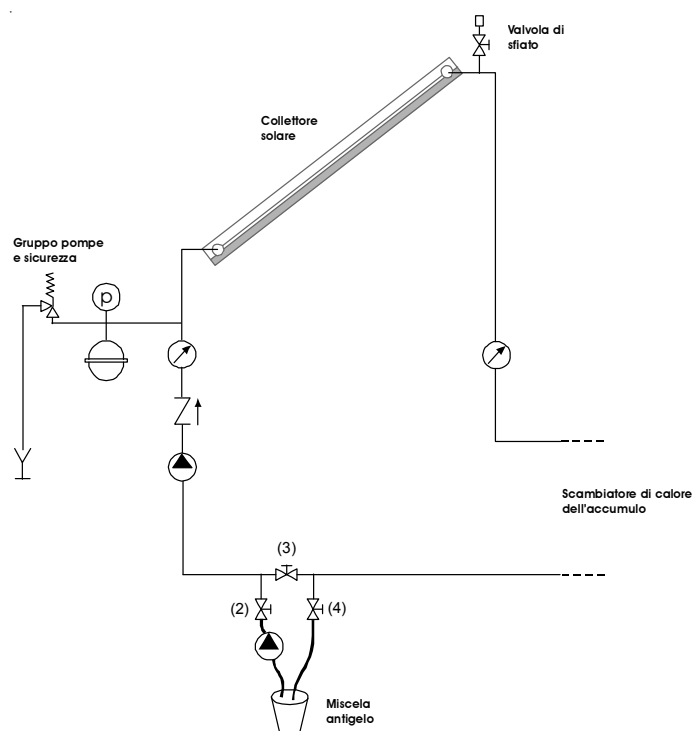 Valvola di
sfiato
Collettore
solare
Gruppo pompe
e sicurezza
p
Scambiatore di calore
dell'accumulo
(3)
(2)
(4)
Miscela
antigelo